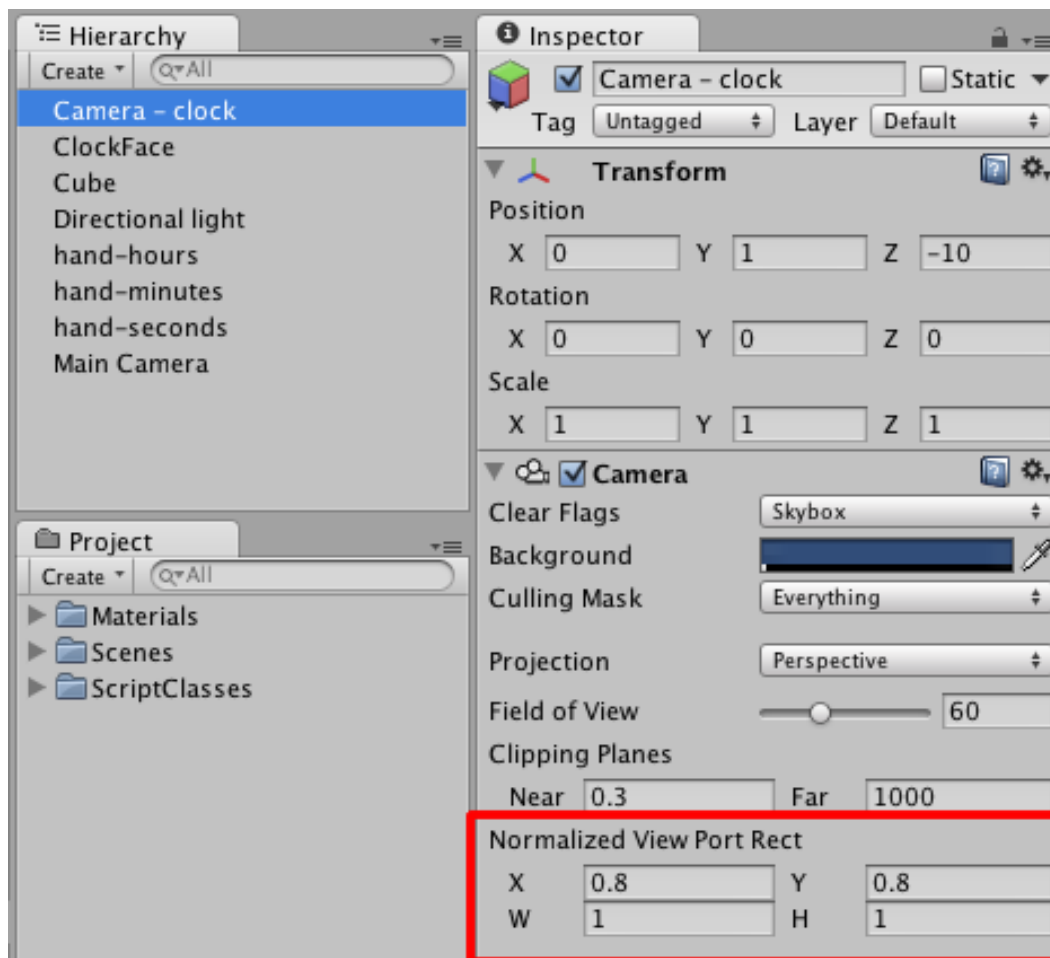 Hierarchy
Create All
Camera – clock
ClockFace
Cube
Directional light
hand-hours
hand-minutes
hand-seconds
Main Camera
Project
Create All
Materials
Scenes
ScriptClasses
Inspector
Camera – clock Static
Tag Untagged Layer Default
Transform
Position
X 0 Y 1 Z -10
Rotation
X 0 Y 0 Z 0
Scale
X 1 Y 1 Z 1
Camera
Clear Flags Skybox
Background
Culling Mask Everything
Projection Perspective
Field of View 60
Clipping Planes
Near 0.3 Far 1000
Normalized View Port Rect
X 0.8 Y 0.8
W 1 H 1